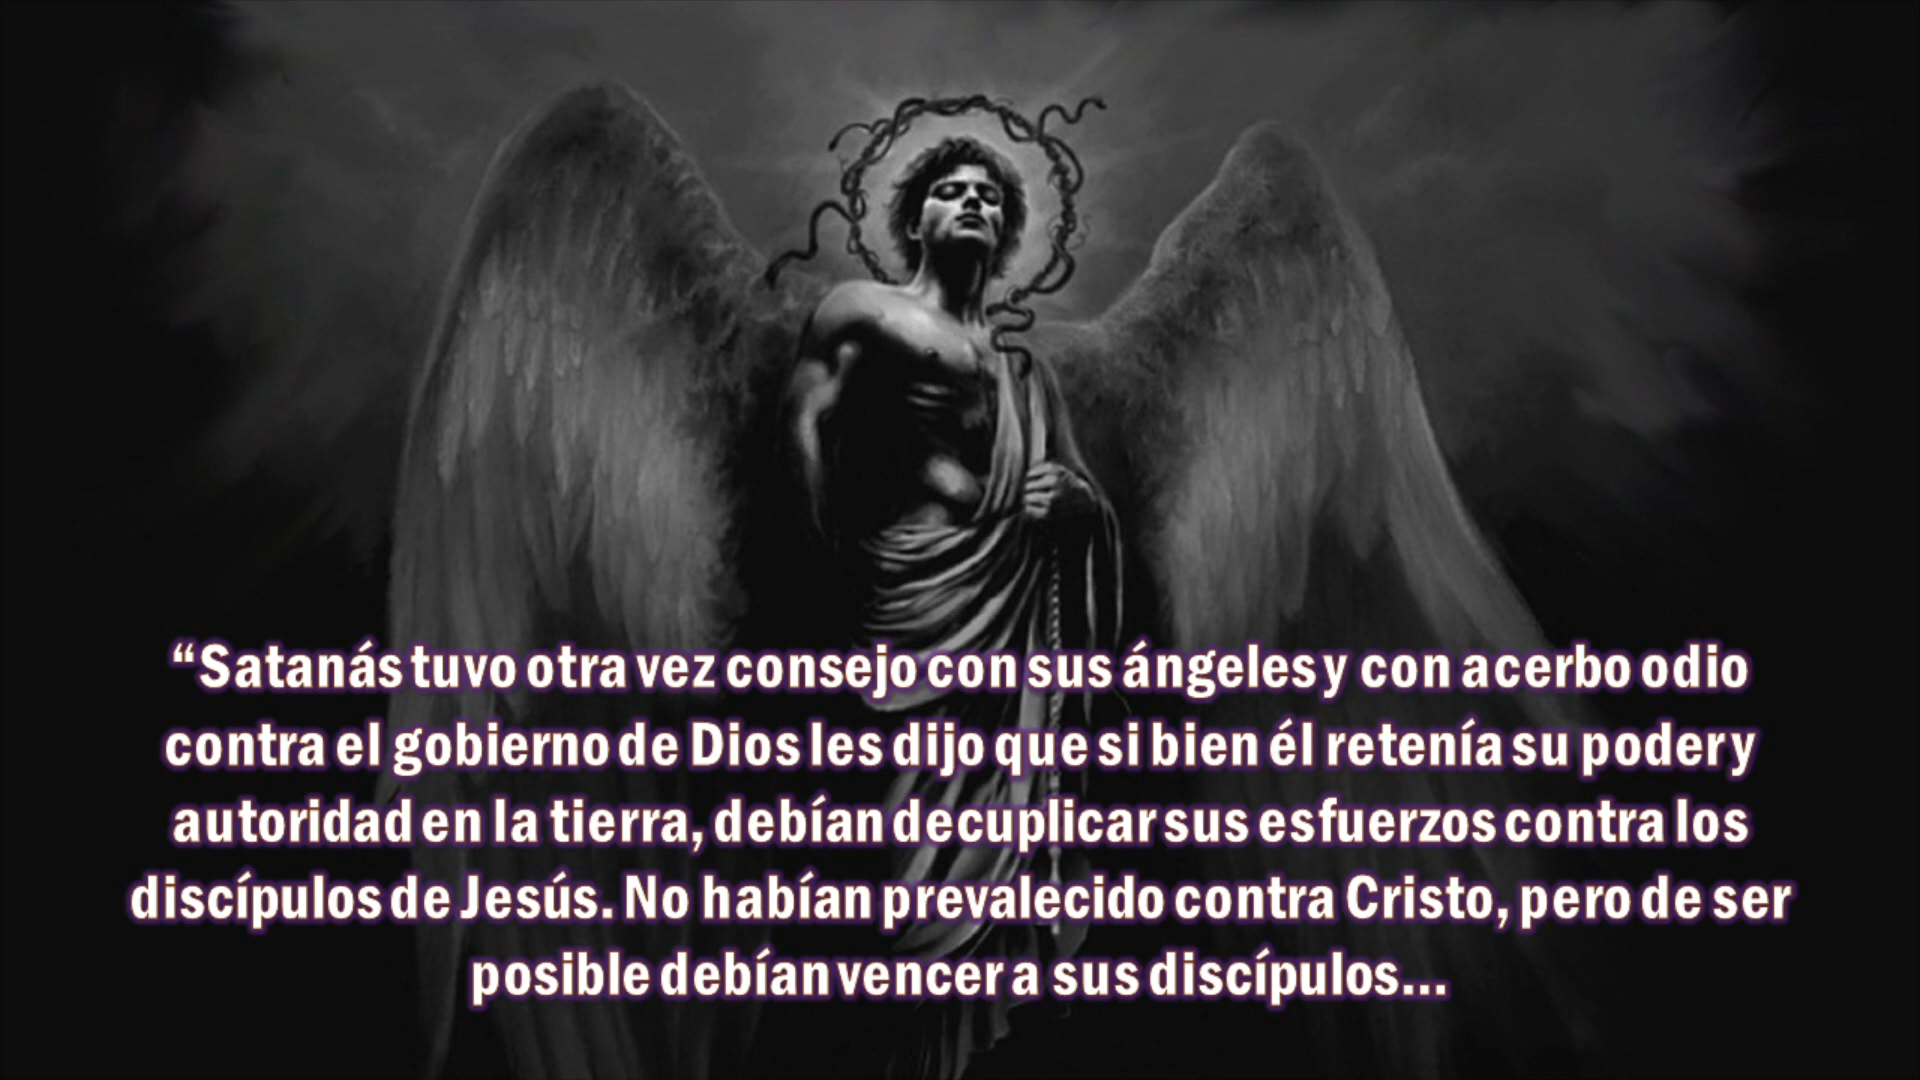 “Satanás tuvo otra vez consejo con sus ángeles y con acerbo odio
contra el gobierno de Dios les dijo que si bien él retenía su poder y
autoridad en la tierra, debían decuplicar sus esfuerzos contra los
discípulos de Jesús. No habían prevalecido contra Cristo, pero de ser
posible debían vencer a sus discípulos...